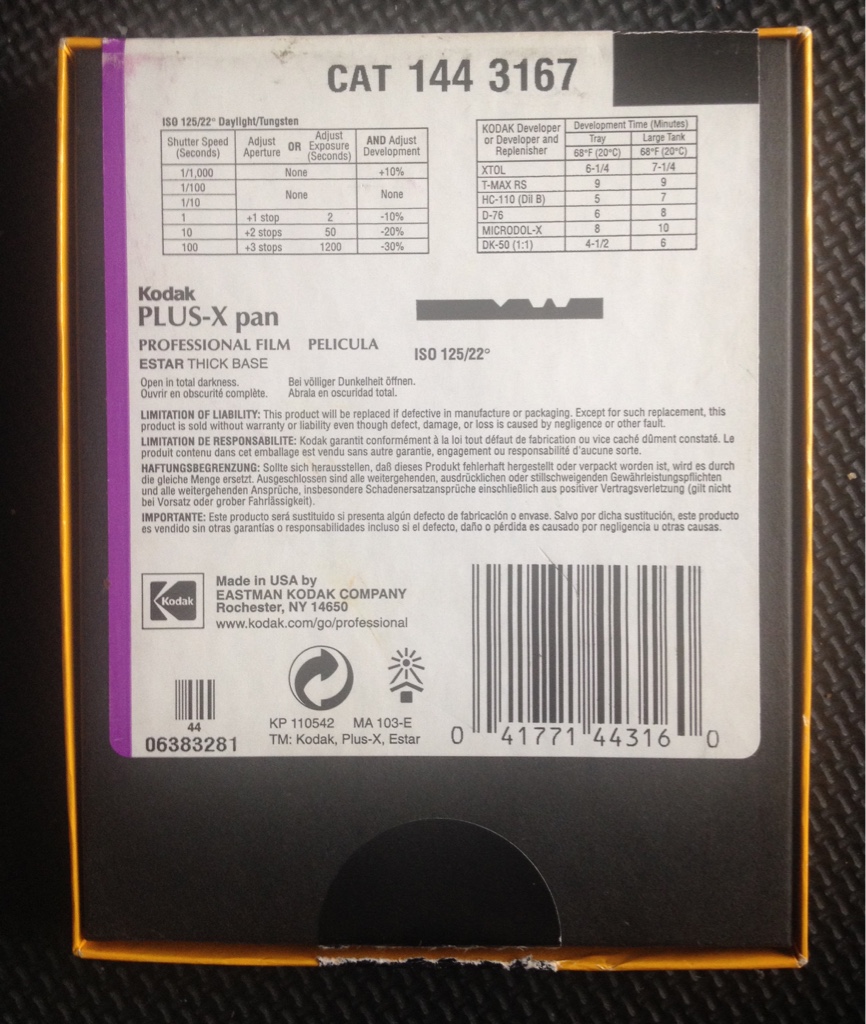 CAT 144 3167
ISO 125/22° Daylight/Tungsten
Shutter Speed (Seconds) Adjust Aperture OR Adjust Exposure (Seconds) AND Adjust Development
1/1,000 None +10%
1/100
1/10 None None
1 +1 stop 2 -10%
10 +2 stops 50 -20%
100 +3 stops 1200 -30%
KODAK Developer or Developer and Replenisher Development Time (Minutes)
Tray Large Tank
68°F (20°C) 68°F (20°C)
XTOL 6-1/4 7-1/4
T-MAX RS 9 9
HC-110 (Dil B) 5 7
D-76 6 8
MICRODOL-X 8 10
DK-50 (1:1) 4-1/2 6
Kodak
PLUS-X pan
PROFESSIONAL FILM PELICULA
ESTAR THICK BASE
ISO 125/22°
Open in total darkness. Bei völliger Dunkelheit öffnen.
Ouvrir en obscurité complète. Abrala en oscuridad total.
LIMITATION OF LIABILITY: This product will be replaced if defective in manufacture or packaging. Except for such replacement, this
product is sold without warranty or liability even though defect, damage, or loss is caused by negligence or other fault.
LIMITATION DE RESPONSABILITE: Kodak garantit conformément à la loi tout défaut de fabrication ou vice caché dûment constaté. Le
produit contenu dans cet emballage est vendu sans autre garantie, engagement ou responsabilité d'aucune sorte.
HAFTUNGSBEGRENZUNG: Sollte sich herausstellen, daß dieses Produkt fehlerhaft hergestellt oder verpackt worden ist, wird es durch
die gleiche Menge ersetzt. Ausgeschlossen sind alle weitergehenden, ausdrücklichen oder stillschweigenden Gewährleistungspflichten
und alle weitergehenden Ansprüche, insbesondere Schadenersatzansprüche einschließlich aus positiver Vertragsverletzung (gilt nicht
bei Vorsatz oder grober Fahrlässigkeit).
IMPORTANTE: Este producto será sustituido si presenta algún defecto de fabricación o envase. Salvo por dicha sustitución, este producto
es vendido sin otras garantías o responsabilidades incluso si el defecto, daño o pérdida es causado por negligencia u otras causas.
Kodak
Made in USA by
EASTMAN KODAK COMPANY
Rochester, NY 14650
www.kodak.com/go/professional
44
06383281
KP 110542 MA 103-E
TM: Kodak, Plus-X, Estar
0 41771 44316 0